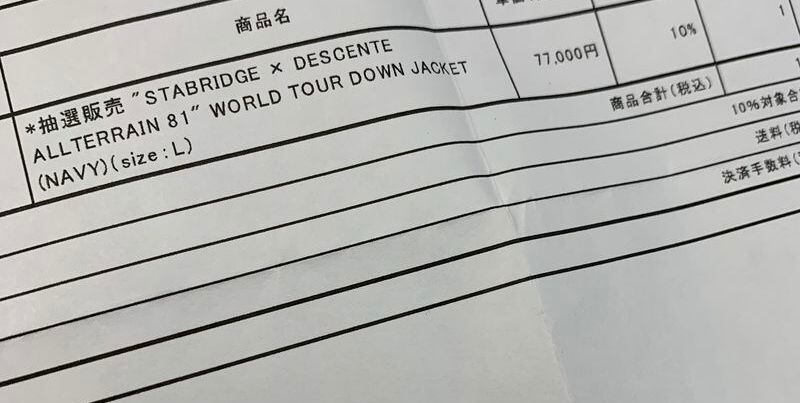 商品名
77,000円
10%
1
*抽選販売 "STABRIDGE × DESCENTE
ALLTERRAIN 81" WORLD TOUR DOWN JACKET
(NAVY)(size:L)
商品合計(税込)
10%対象合
送料(税
決済手数料(